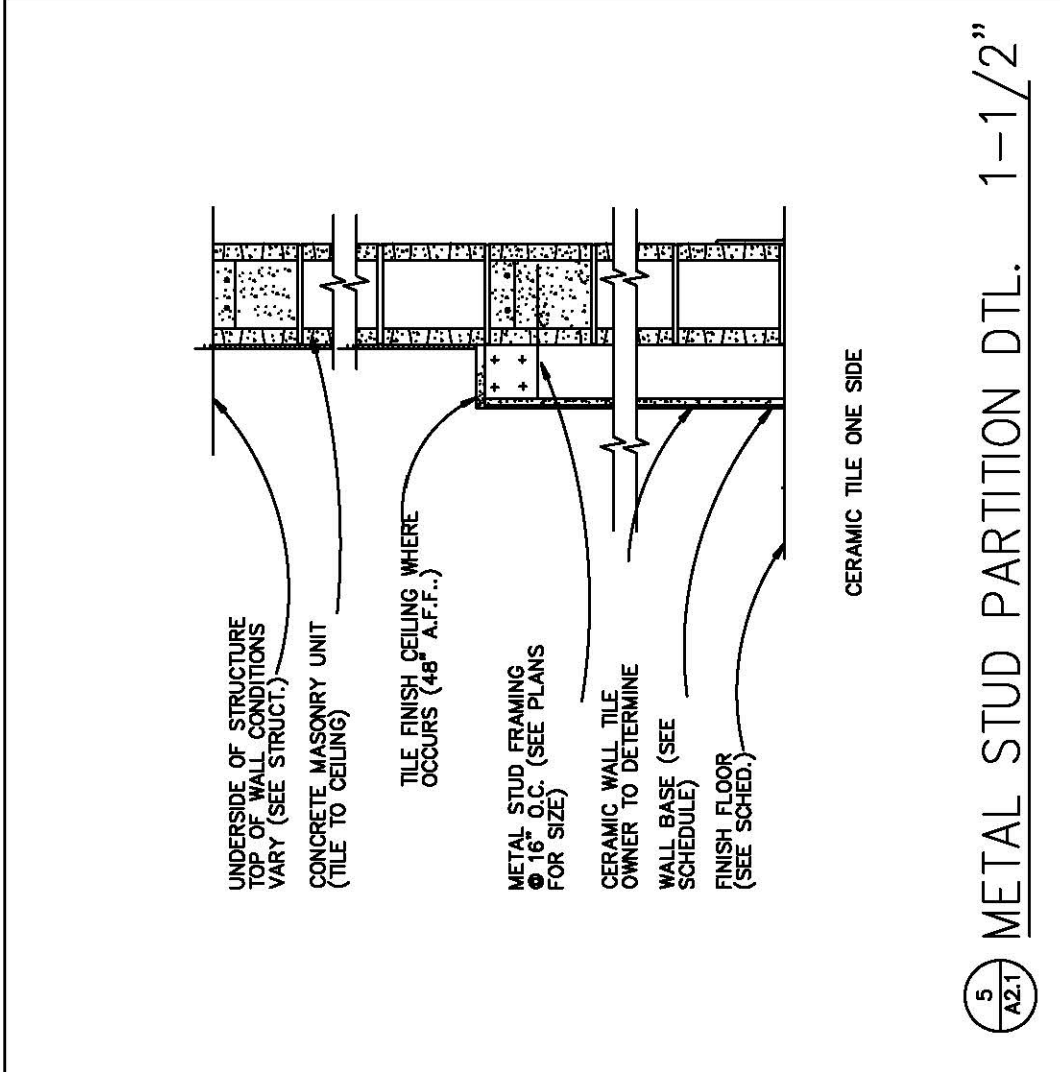 UNDERSIDE OF STRUCTURE
TOP OF WALL CONDITIONS
VARY (SEE STRUCT.)
CONCRETE MASONRY UNIT
(TILE TO CEILING)
TILE FINISH CEILING WHERE
OCCURS (48" A.F.F..)
METAL STUD FRAMING
@ 16" O.C. (SEE PLANS
FOR SIZE)
CERAMIC WALL TILE
OWNER TO DETERMINE
WALL BASE (SEE
SCHEDULE)
FINISH FLOOR
(SEE SCHED.)
CERAMIC TILE ONE SIDE
5
A2.1
METAL STUD PARTITION DTL. 1-1/2"